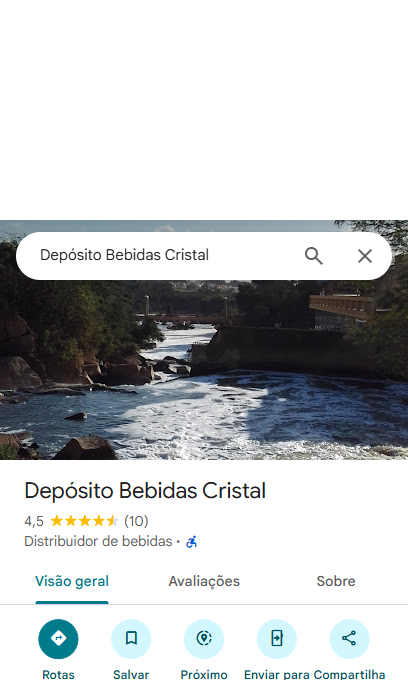 Depósito Bebidas Cristal
Depósito Bebidas Cristal
4,5 (10)
Distribuidor de bebidas ·
Visão geral Avaliações Sobre
Rotas Salvar Próximo Enviar para Compartilha